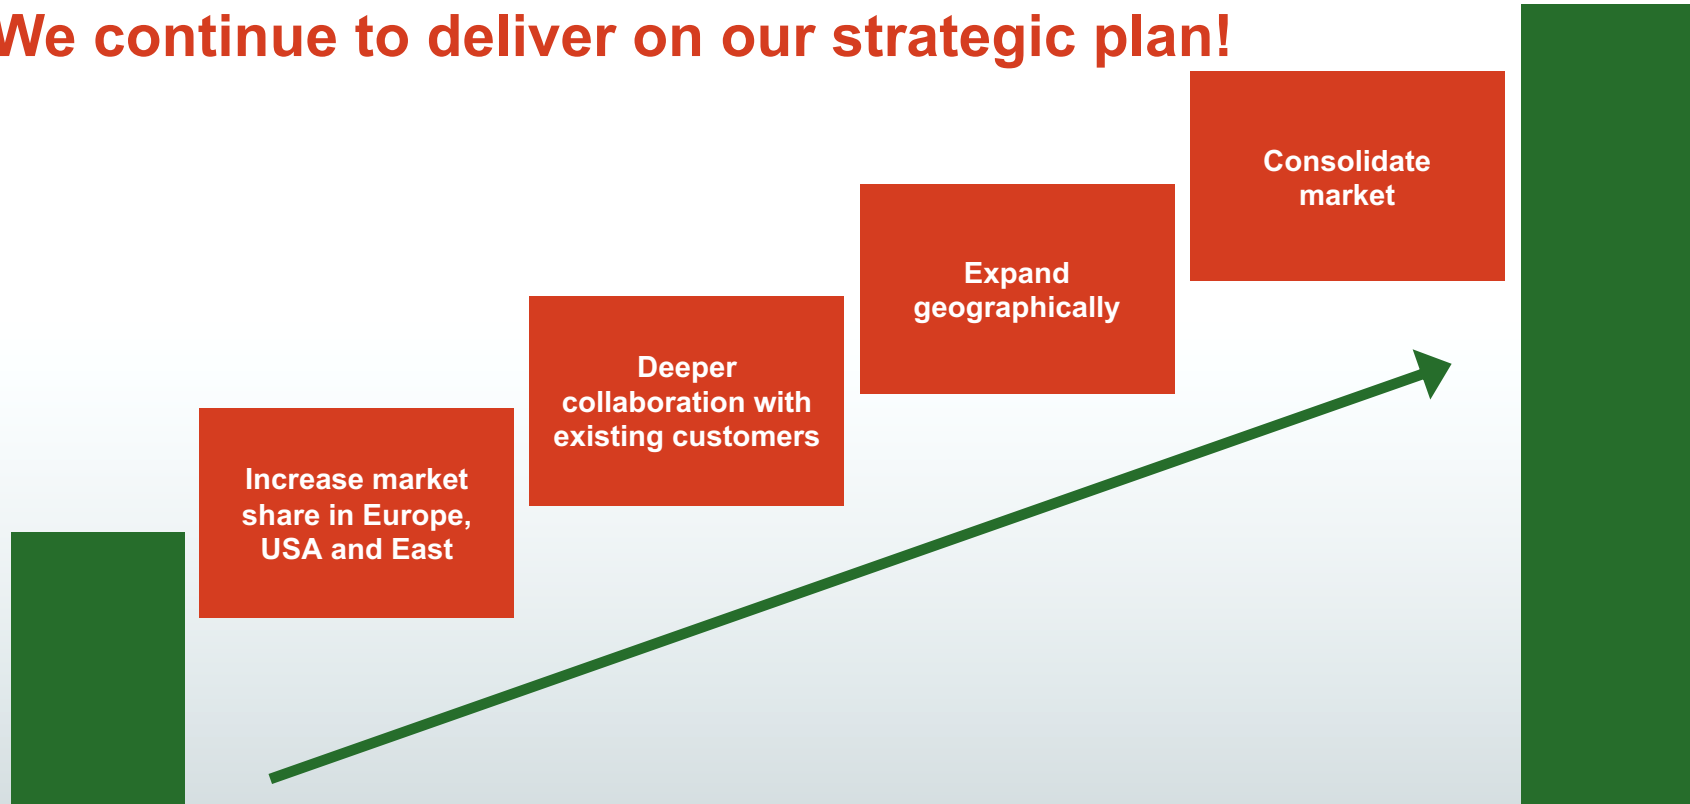 We continue to deliver on our strategic plan!
Consolidate
market
Expand
geographically
Deeper
collaboration with
existing customers
Increase market
share in Europe,
USA and East